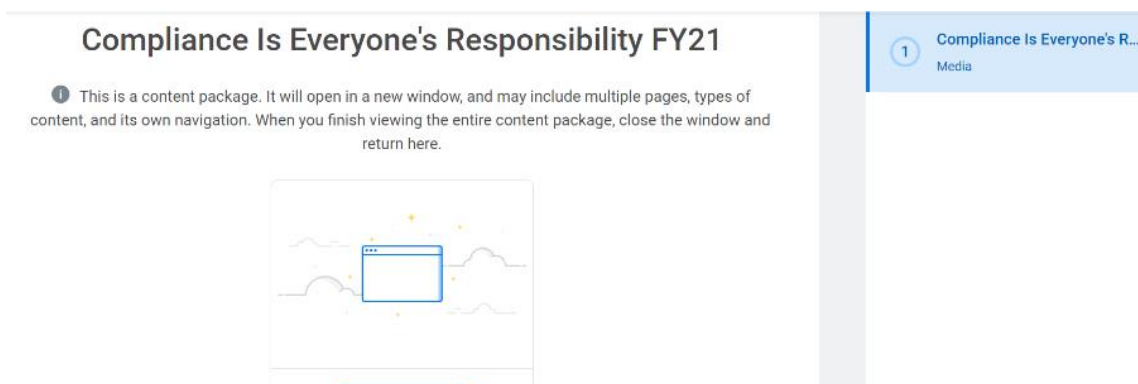 Compliance Is Everyone's Responsibility FY21
This is a content package. It will open in a new window, and may include multiple pages, types of
content, and its own navigation. When you finish viewing the entire content package, close the window and
return here.
1
Compliance Is Everyone's R...
Media